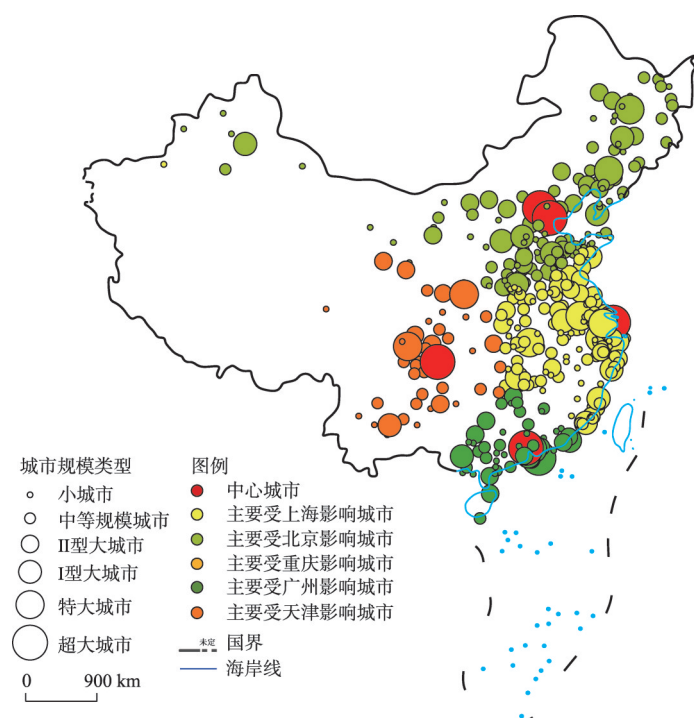 城市规模类型
小城市
中等规模城市
II型大城市
I型大城市
特大城市
超大城市
0 900 km
图例
中心城市
主要受上海影响城市
主要受北京影响城市
主要受重庆影响城市
主要受广州影响城市
主要受天津影响城市
未定 国界
海岸线